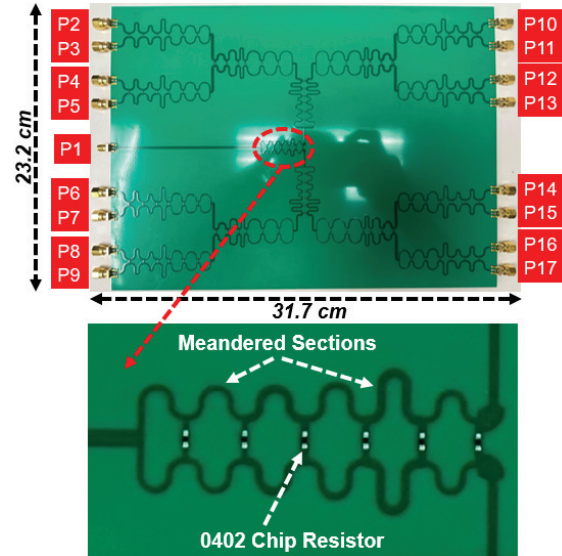 P2
P3
P4
P5
P1
P6
P7
P8
P9
P10
P11
P12
P13
P14
P15
P16
P17
23.2 cm
31.7 cm
Meandered Sections
0402 Chip Resistor